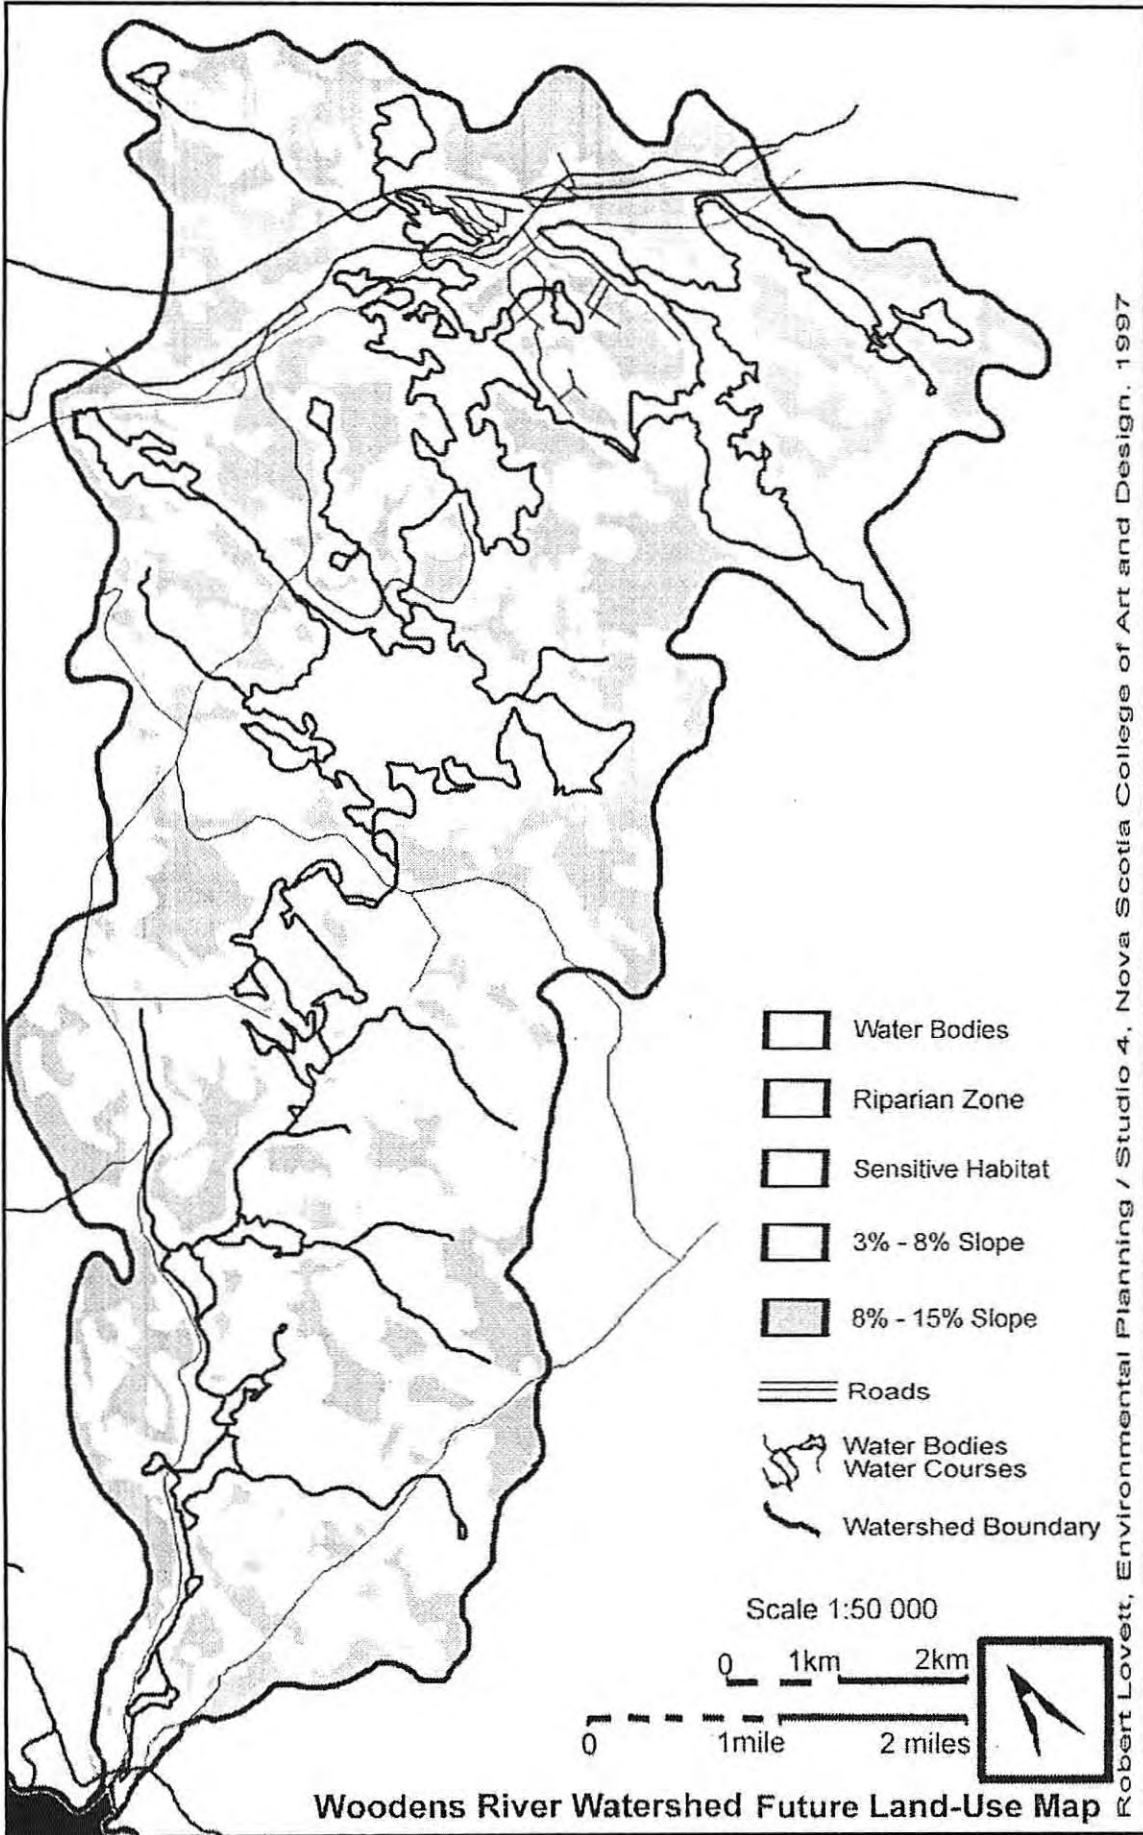 Water Bodies
Riparian Zone
Sensitive Habitat
3% - 8% Slope
8% - 15% Slope
Roads
Water Bodies
Water Courses
Watershed Boundary
Scale 1:50 000
0 1km 2km
0 1mile 2 miles
Woodens River Watershed Future Land-Use Map
Robert Lovett, Environmental Planning / Studio 4, Nova Scotia College of Art and Design. 1997